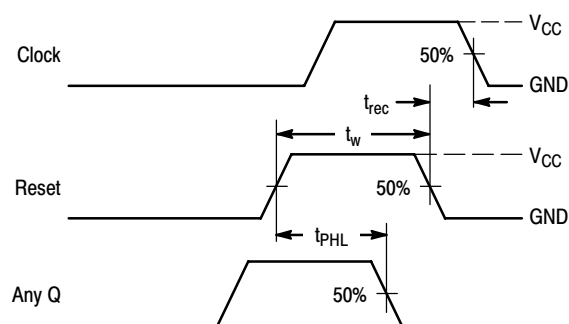 V_CC
Clock
50%
GND
t_rec
t_w
V_CC
Reset
50%
GND
t_PHL
Any Q
50%